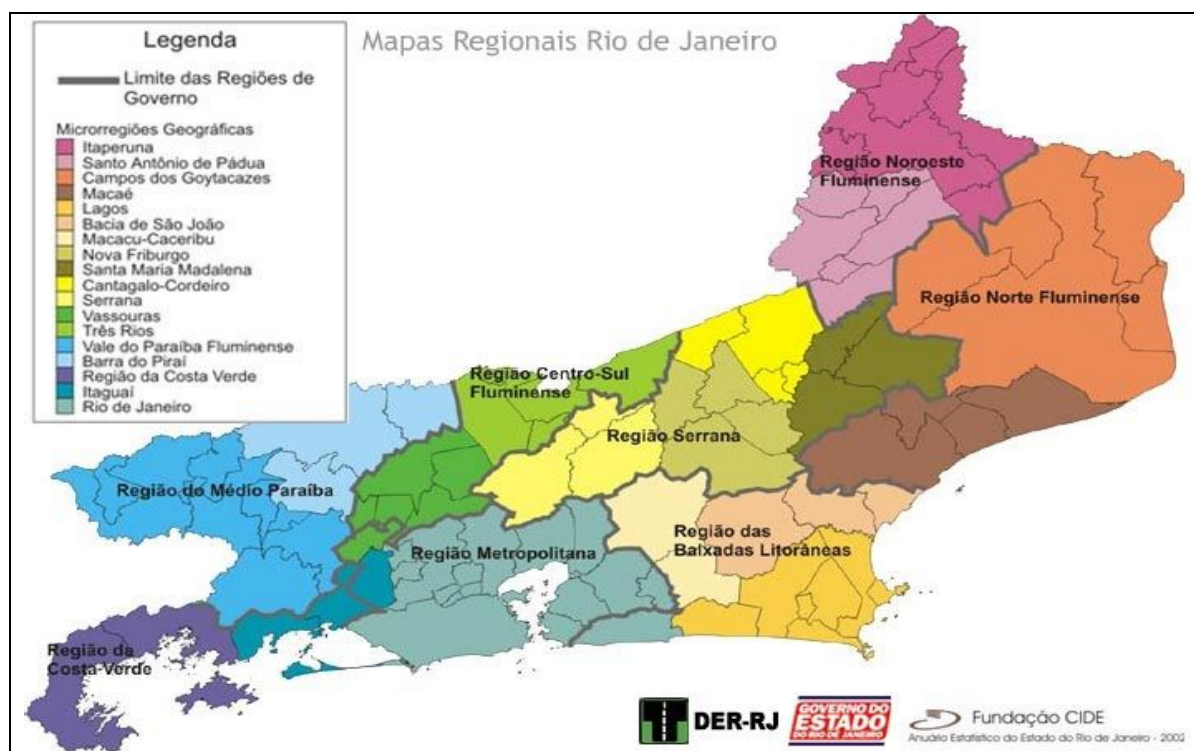 Mapas Regionais Rio de Janeiro
Legenda
Limite das Regiões de
Governo
Microrregiões Geográficas
Itaperuna
Santo Antônio de Pádua
Campos dos Goytacazes
Macaé
Lagos
Bacia de São João
Macacu-Caceribu
Nova Friburgo
Santa Maria Madalena
Cantagalo-Cordeiro
Serrana
Vassouras
Três Rios
Vale do Paraíba Fluminense
Barra do Piraí
Região da Costa Verde
Itaguaí
Rio de Janeiro
Região Noroeste
Fluminense
Região Norte Fluminense
Região Centro-Sul
Fluminense
Região Serrana
Região do Médio Paraíba
Região das
Baixadas Litorâneas
Região Metropolitana
Região da
Costa Verde
DER-RJ
GOVERNO DO
ESTADO
DO RIO DE JANEIRO
Fundação CIDE
Anuário Estatístico do Estado do Rio de Janeiro - 2002